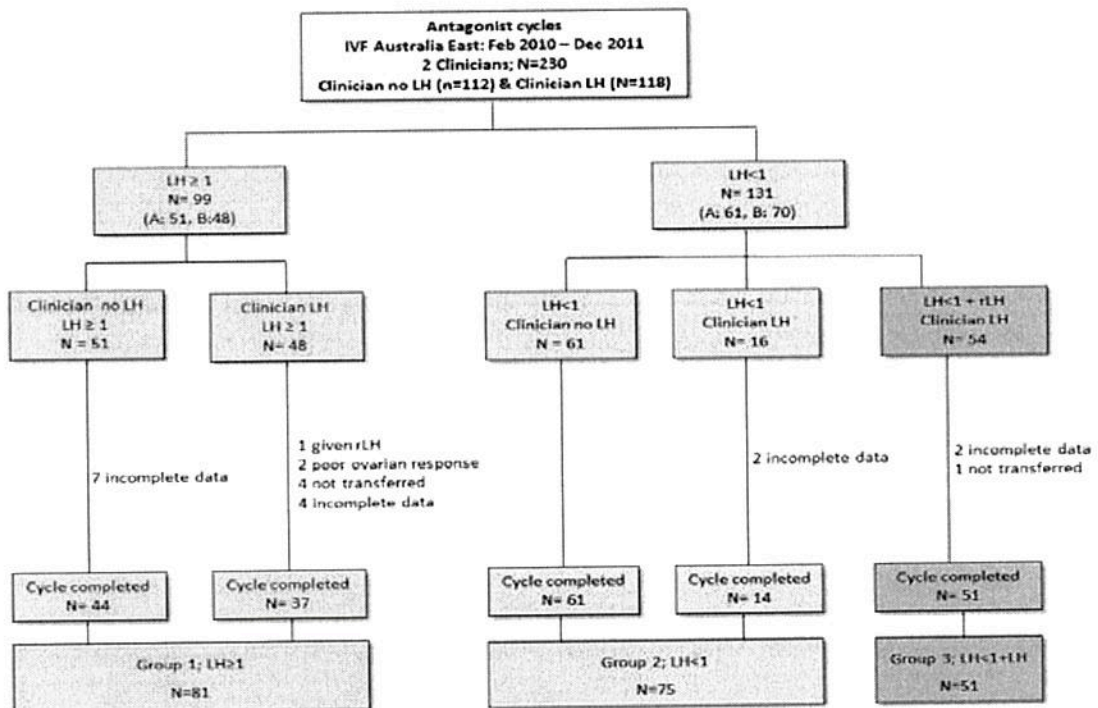 Antagonist cycles
IVF Australia East: Feb 2010 – Dec 2011
2 Clinicians; N=230
Clinician no LH (n=112) & Clinician LH (N=118)
LH ≥ 1
N= 99
(A: 51, B:48)
LH<1
N= 131
(A: 61, B: 70)
Clinician no LH
LH ≥ 1
N = 51
Clinician LH
LH ≥ 1
N= 48
LH<1
Clinician no LH
N = 61
LH<1
Clinician LH
N= 16
LH<1 + rLH
Clinician LH
N= 54
7 incomplete data
1 given rLH
2 poor ovarian response
4 not transferred
4 incomplete data
2 incomplete data
2 incomplete data
1 not transferred
Cycle completed
N= 44
Cycle completed
N= 37
Cycle completed
N= 61
Cycle completed
N= 14
Cycle completed
N= 51
Group 1; LH≥1
N=81
Group 2; LH<1
N=75
Group 3; LH<1+LH
N=51